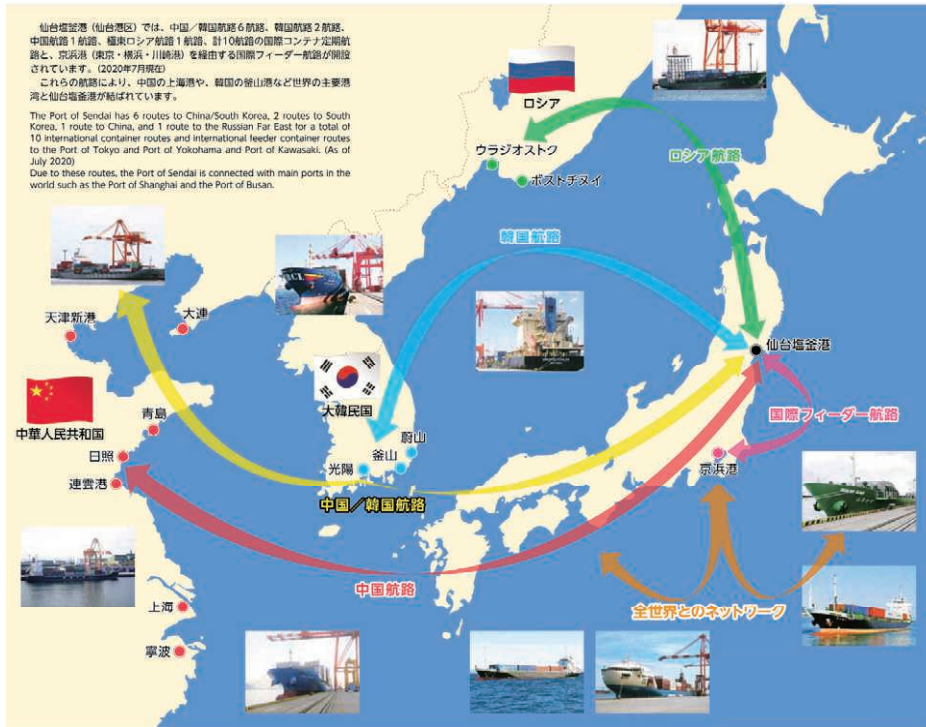 仙台塩釜港(仙台港区)では、中国/韓国航路6航路、韓国航路2航路、
中国航路1航路、極東ロシア航路1航路、計10航路の国際コンテナ定期航
路と、京浜港(東京・横浜・川崎港)を経由する国際フィーダー航路が開設
されています。(2020年7月現在)
これらの航路により、中国の上海港や、韓国の釜山港など世界の主要港
湾と仙台塩釜港が結ばれています。
The Port of Sendai has 6 routes to China/South Korea, 2 routes to South
Korea, 1 route to China, and 1 route to the Russian Far East for a total of
10 international container routes and international feeder container routes
to the Port of Tokyo and Port of Yokohama and Port of Kawasaki. (As of
July 2020)
Due to these routes, the Port of Sendai is connected with main ports in the
world such as the Port of Shanghai and the Port of Busan.
ロシア
ウラジオストク
ボストチヌイ
ロシア航路
韓国航路
天津新港
大連
仙台塩釜港
大韓民国
中華人民共和国
青島
国際フィーダー航路
蔚山
釜山
光陽
日照
京浜港
連雲港
中国/韓国航路
中国航路
上海
全世界とのネットワーク
寧波